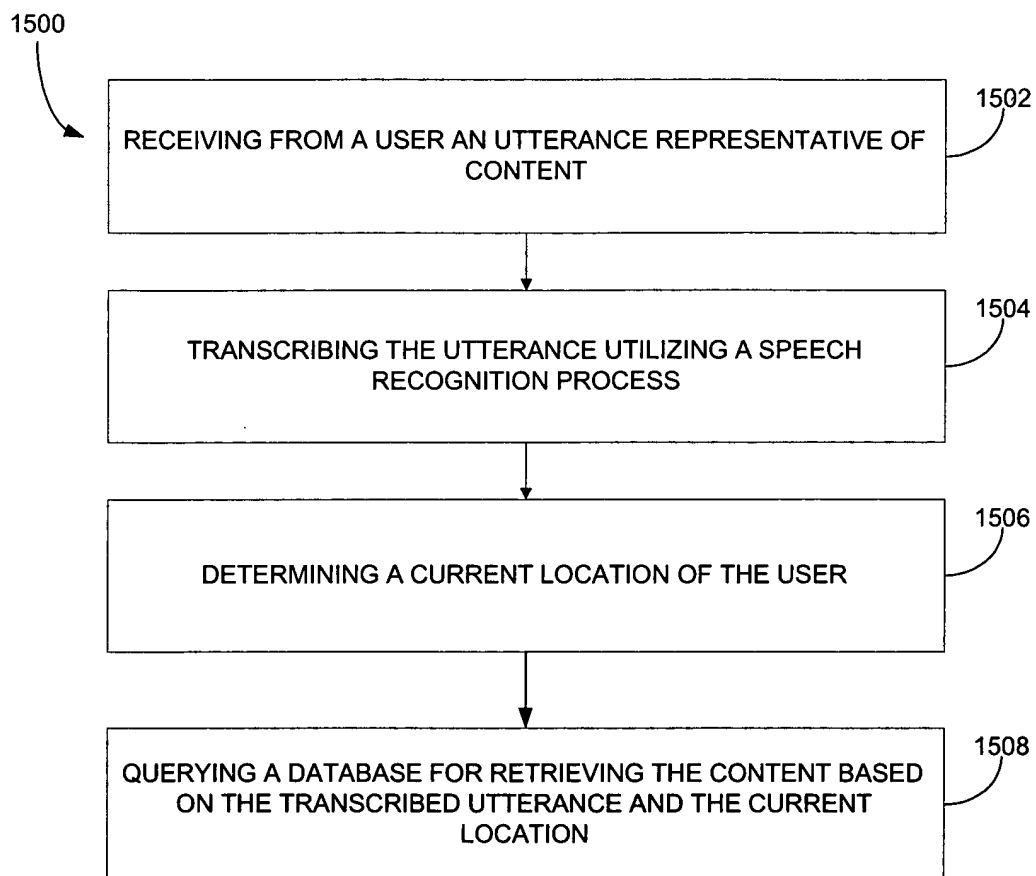 1500
1502
RECEIVING FROM A USER AN UTTERANCE REPRESENTATIVE OF
CONTENT
1504
TRANSCRIBING THE UTTERANCE UTILIZING A SPEECH
RECOGNITION PROCESS
1506
DETERMINING A CURRENT LOCATION OF THE USER
1508
QUERYING A DATABASE FOR RETRIEVING THE CONTENT BASED
ON THE TRANSCRIBED UTTERANCE AND THE CURRENT
LOCATION